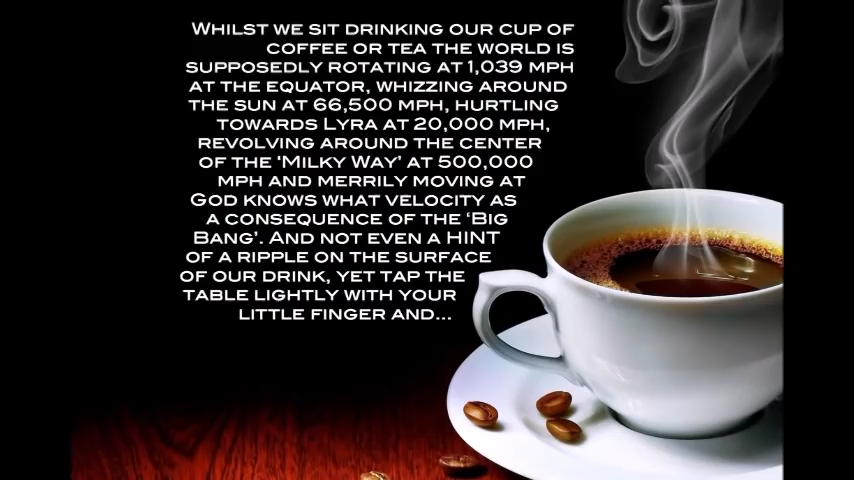 Whilst we sit drinking our cup of
coffee or tea the world is
supposedly rotating at 1,039 mph
at the equator, whizzing around
the sun at 66,500 mph, hurtling
towards Lyra at 20,000 mph,
revolving around the center
of the 'Milky Way' at 500,000
mph and merrily moving at
God knows what velocity as
a consequence of the 'Big
Bang'. And not even a HINT
of a ripple on the surface
of our drink, yet tap the
table lightly with your
little finger and...